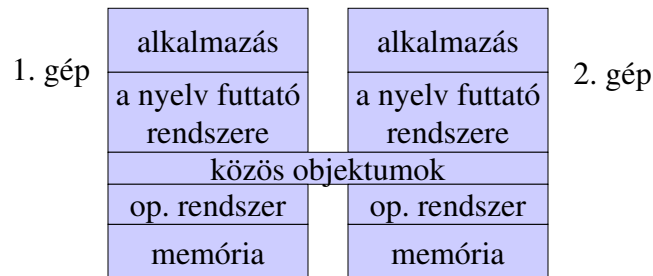 1. gép
alkalmazás
a nyelv futtató
rendszere
alkalmazás
a nyelv futtató
rendszere
2. gép
közös objektumok
op. rendszer
memória
op. rendszer
memória